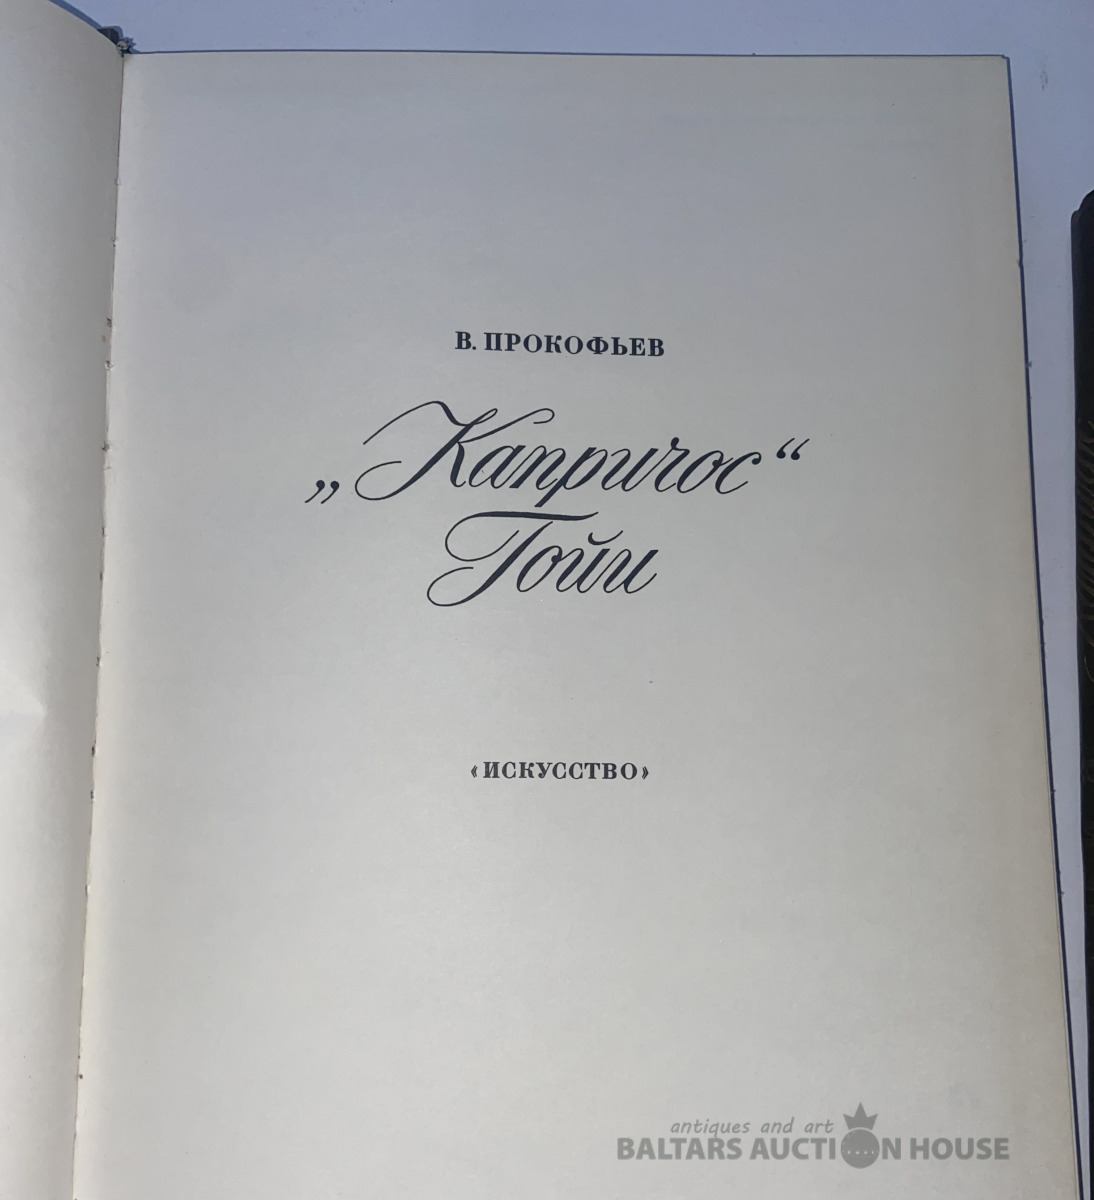 В. ПРОКОФЬЕВ
„Капричос“
Гойи
«ИСКУССТВО»
antiques and art
BALTARS AUCTION HOUSE